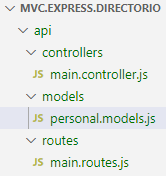 MVC.EXPRESS.DIRECTORIO
api
controllers
JS main.controller.js
models
JS personal.models.js
routes
JS main.routes.js